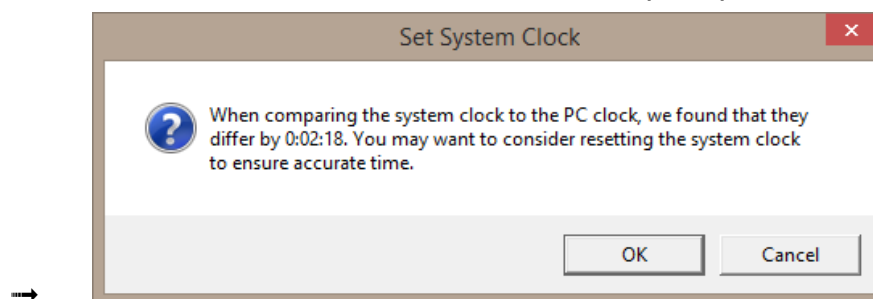 Set System Clock
When comparing the system clock to the PC clock, we found that they
differ by 0:02:18. You may want to consider resetting the system clock
to ensure accurate time.
OK Cancel